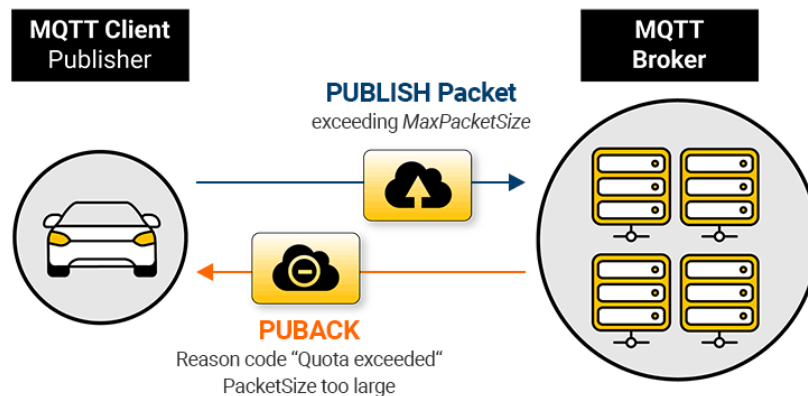 MQTT Client
Publisher
MQTT
Broker
PUBLISH Packet
exceeding MaxPacketSize
PUBACK
Reason code “Quota exceeded“
PacketSize too large